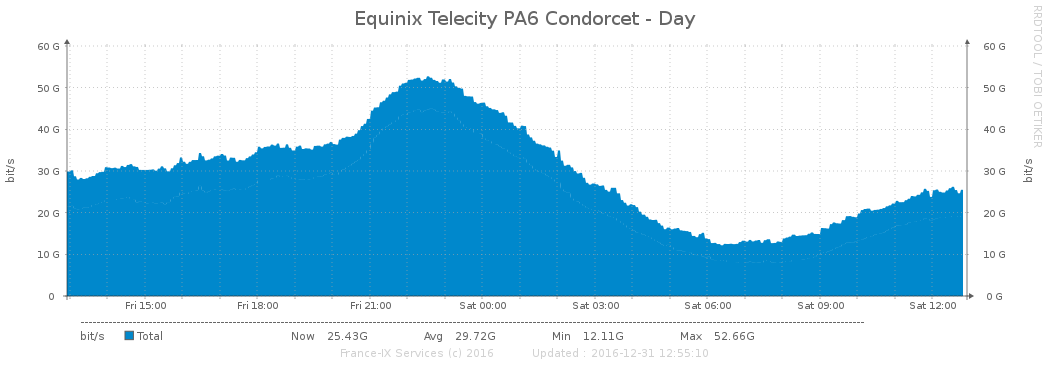 Equinix Telecity PA6 Condorcet - Day
RRDTOOL / TOBI OETIKER
60 G 60 G
50 G 50 G
40 G 40 G
30 G 30 G
20 G 20 G
10 G 10 G
0 0 G
bit/s bit/s
Fri 15:00 Fri 18:00 Fri 21:00 Sat 00:00 Sat 03:00 Sat 06:00 Sat 09:00 Sat 12:00
bit/s Total Now 25.43G Avg 29.72G Min 12.11G Max 52.66G
France-IX Services (c) 2016 Updated : 2016-12-31 12:55:10